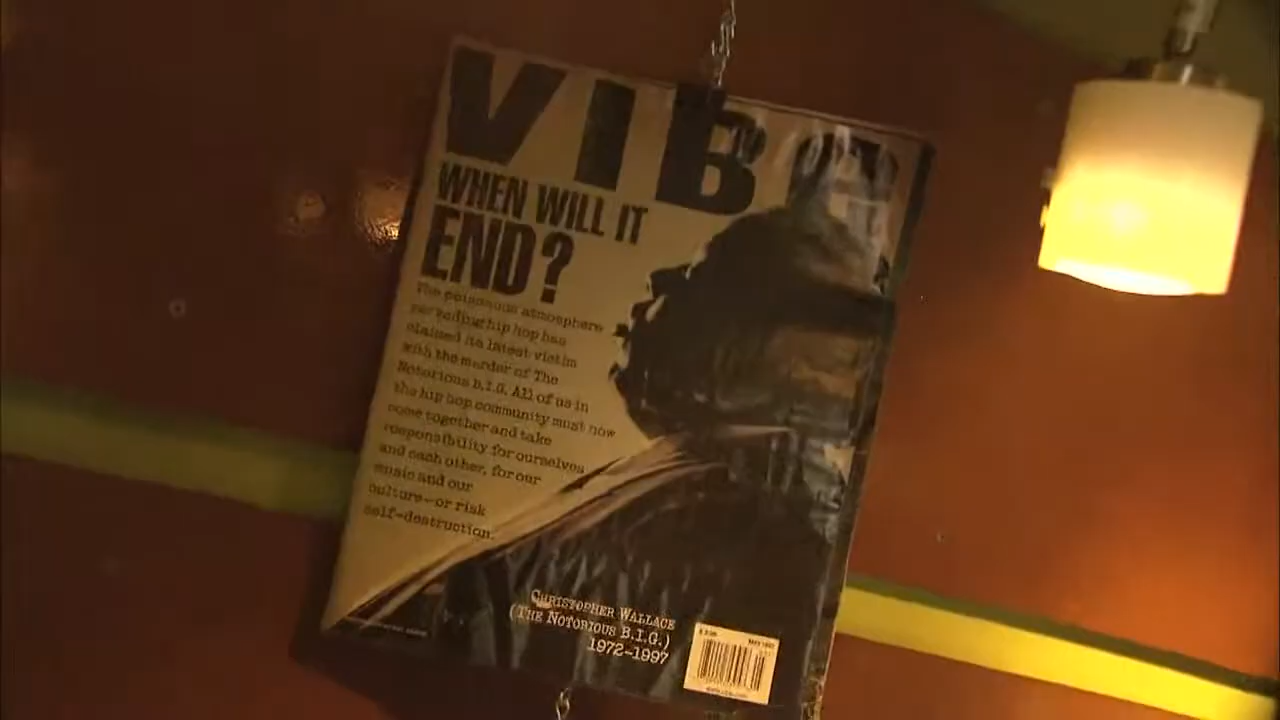 VIBE
WHEN WILL IT
END?
The poisonous atmosphere
pervading hip hop has
claimed its latest victim
with the murder of The
Notorious B.I.G. All of us in
the hip hop community must now
come together and take
responsibility for ourselves
and each other, for our
music and our
culture—or risk
self-destruction.
CHRISTOPHER WALLACE
(THE NOTORIOUS B.I.G.)
1972-1997